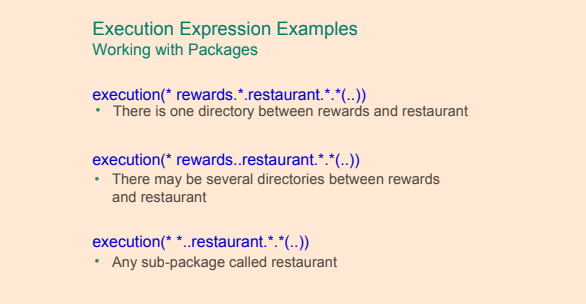 Execution Expression Examples
Working with Packages
execution(* rewards.*.restaurant.*.*(..))
• There is one directory between rewards and restaurant
execution(* rewards..restaurant.*.*(..))
• There may be several directories between rewards
and restaurant
execution(* *..restaurant.*.*(..))
• Any sub-package called restaurant